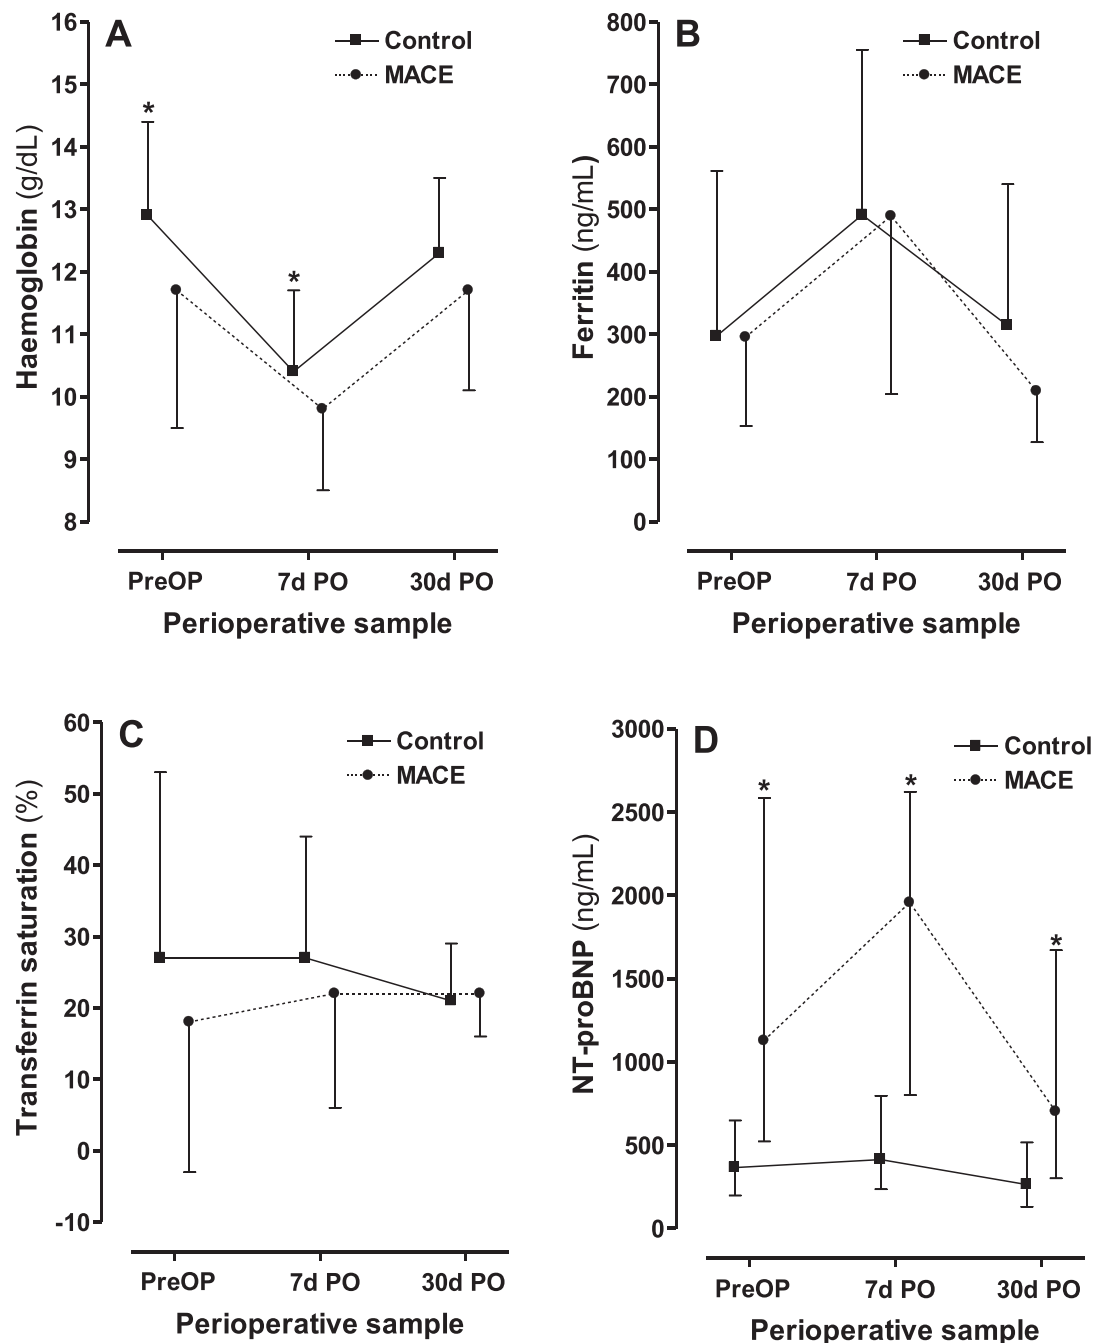 A
Control
MACE
16
15
14
13
12
11
10
9
8
Haemoglobin (g/dL)
*
*
PreOP 7d PO 30d PO
Perioperative sample
B
Control
MACE
800
700
600
500
400
300
200
100
0
Ferritin (ng/mL)
PreOP 7d PO 30d PO
Perioperative sample
C
Control
MACE
60
50
40
30
20
10
0
-10
Transferrin saturation (%)
PreOP 7d PO 30d PO
Perioperative sample
D
Control
MACE
3000
2500
2000
1500
1000
500
0
NT-proBNP (ng/mL)
*
*
*
PreOP 7d PO 30d PO
Perioperative sample